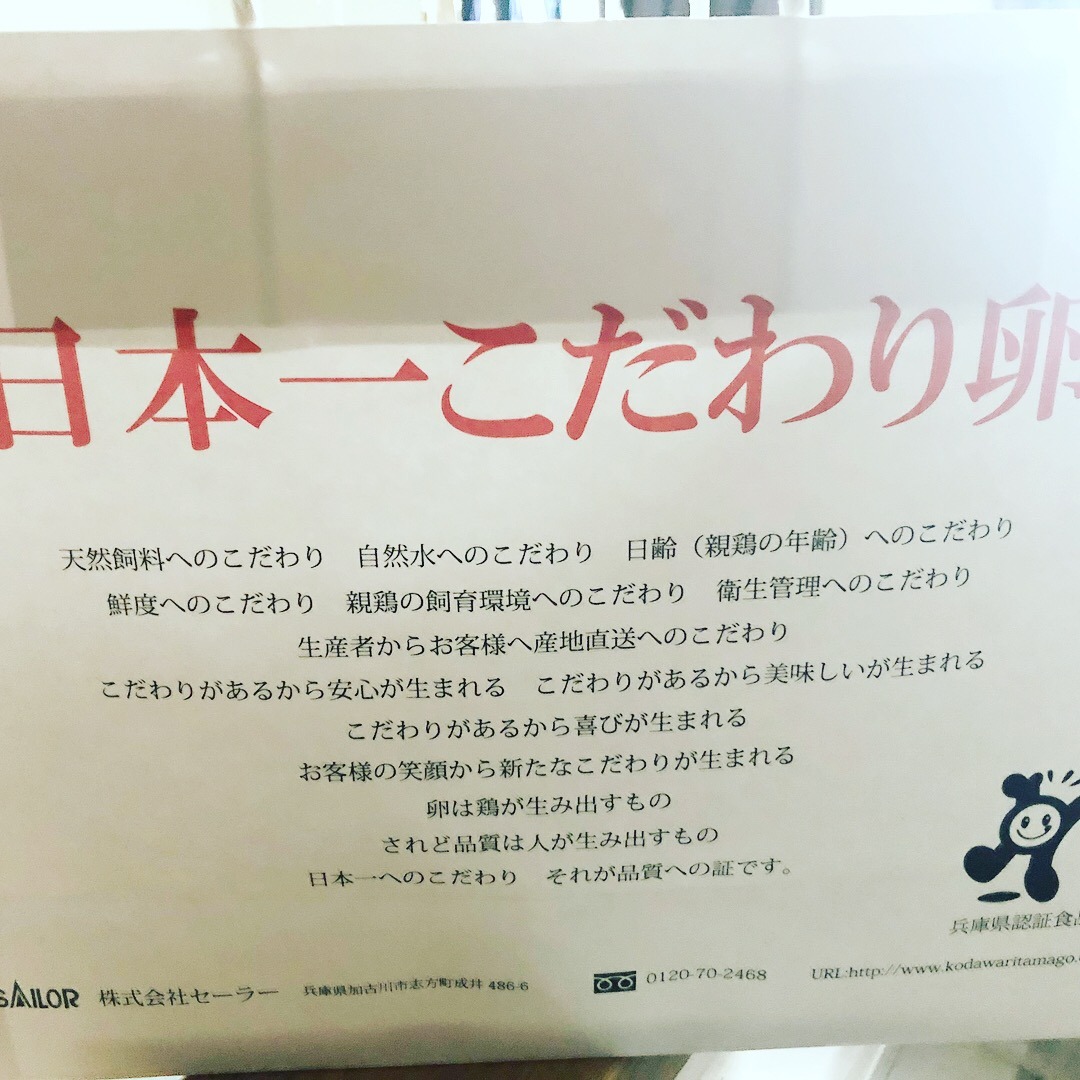 日本一こだわり卵
天然飼料へのこだわり　自然水へのこだわり　日齢（親鶏の年齢）へのこだわり
鮮度へのこだわり　親鶏の飼育環境へのこだわり　衛生管理へのこだわり
生産者からお客様へ産地直送へのこだわり
こだわりがあるから安心が生まれる　こだわりがあるから美味しいが生まれる
こだわりがあるから喜びが生まれる
お客様の笑顔から新たなこだわりが生まれる
卵は鶏が生み出すもの
されど品質は人が生み出すもの
日本一へのこだわり　それが品質への証です。
兵庫県認証食品
SAILOR 株式会社セーラー 兵庫県加古川市志方町成井 486-6 0120-70-2468 URL:http://www.kodawaritamago.c